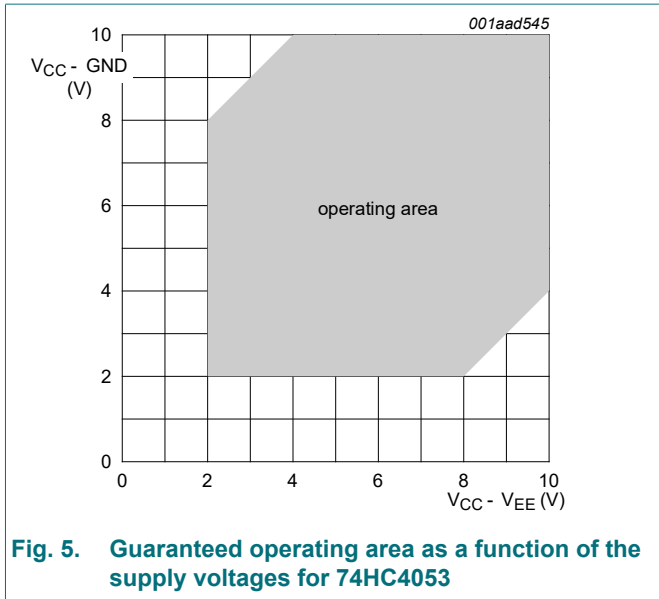 001aad545
10
VCC - GND
(V)
8
6
operating area
4
2
0
0 2 4 6 8 10
VCC - VEE (V)
Fig. 5. Guaranteed operating area as a function of the
supply voltages for 74HC4053